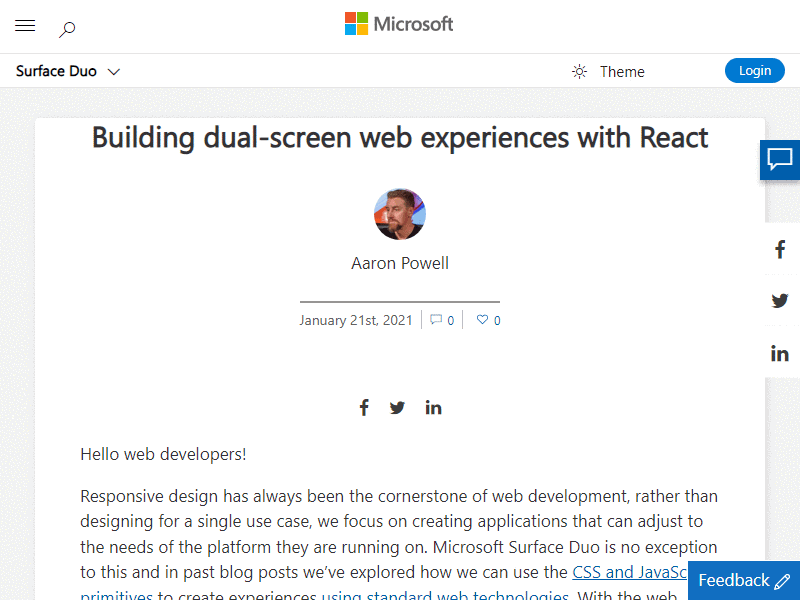 Microsoft
Surface Duo
Theme
Login
Building dual-screen web experiences with React
Aaron Powell
January 21st, 2021
0
0
Hello web developers!
Responsive design has always been the cornerstone of web development, rather than
designing for a single use case, we focus on creating applications that can adjust to
the needs of the platform they are running on. Microsoft Surface Duo is no exception
to this and in past blog posts we’ve explored how we can use the CSS and JavaSc
primitives to create experiences using standard web technologies. With the web
Feedback